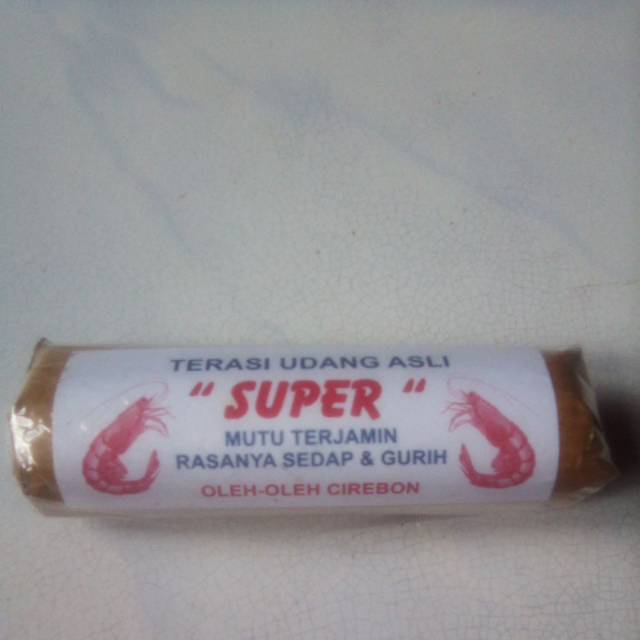 TERASI UDANG ASLI
" SUPER "
MUTU TERJAMIN
RASANYA SEDAP & GURIH
OLEH-OLEH CIREBON